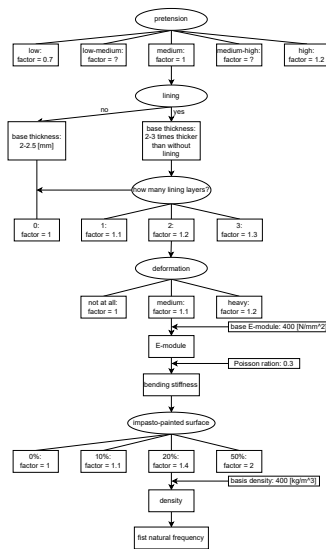 pretension
low:
factor = 0.7
low-medium:
factor = ?
medium:
factor = 1
medium-high:
factor = ?
high:
factor = 1.2
lining
no
yes
base thickness:
2-2.5 [mm]
base thickness:
2-3 times thicker
than without
lining
how many lining layers?
0:
factor = 1
1:
factor = 1.1
2:
factor = 1.2
3:
factor = 1.3
deformation
not at all:
factor = 1
medium:
factor = 1.1
heavy:
factor = 1.2
base E-module: 400 [N/mm^2]
E-module
Poisson ration: 0.3
bending stiffness
impasto-painted surface
0%:
factor = 1
10%:
factor = 1.1
20%:
factor = 1.4
50%:
factor = 2
basis density: 400 [kg/m^3]
density
fist natural frequency